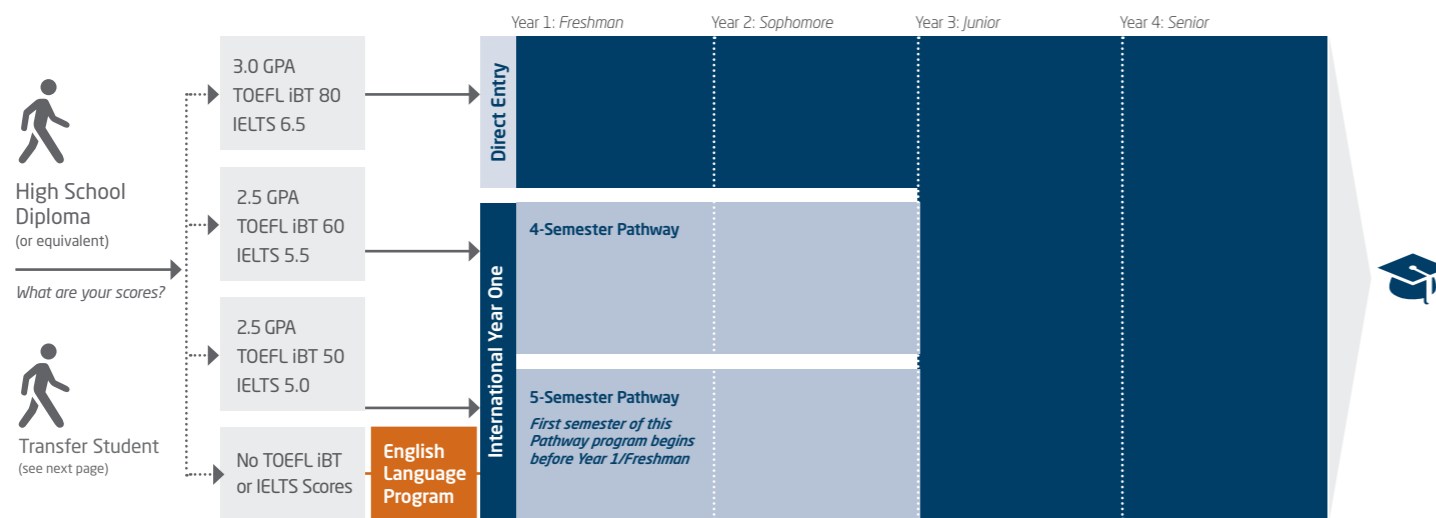 Year 1: Freshman
Year 2: Sophomore
Year 3: Junior
Year 4: Senior
High School
Diploma
(or equivalent)
What are your scores?
Transfer Student
(see next page)
3.0 GPA
TOEFL iBT 80
IELTS 6.5
2.5 GPA
TOEFL iBT 60
IELTS 5.5
2.5 GPA
TOEFL iBT 50
IELTS 5.0
No TOEFL iBT
or IELTS Scores
English
Language
Program
Direct Entry
International Year One
4-Semester Pathway
5-Semester Pathway
First semester of this
Pathway program begins
before Year 1/Freshman